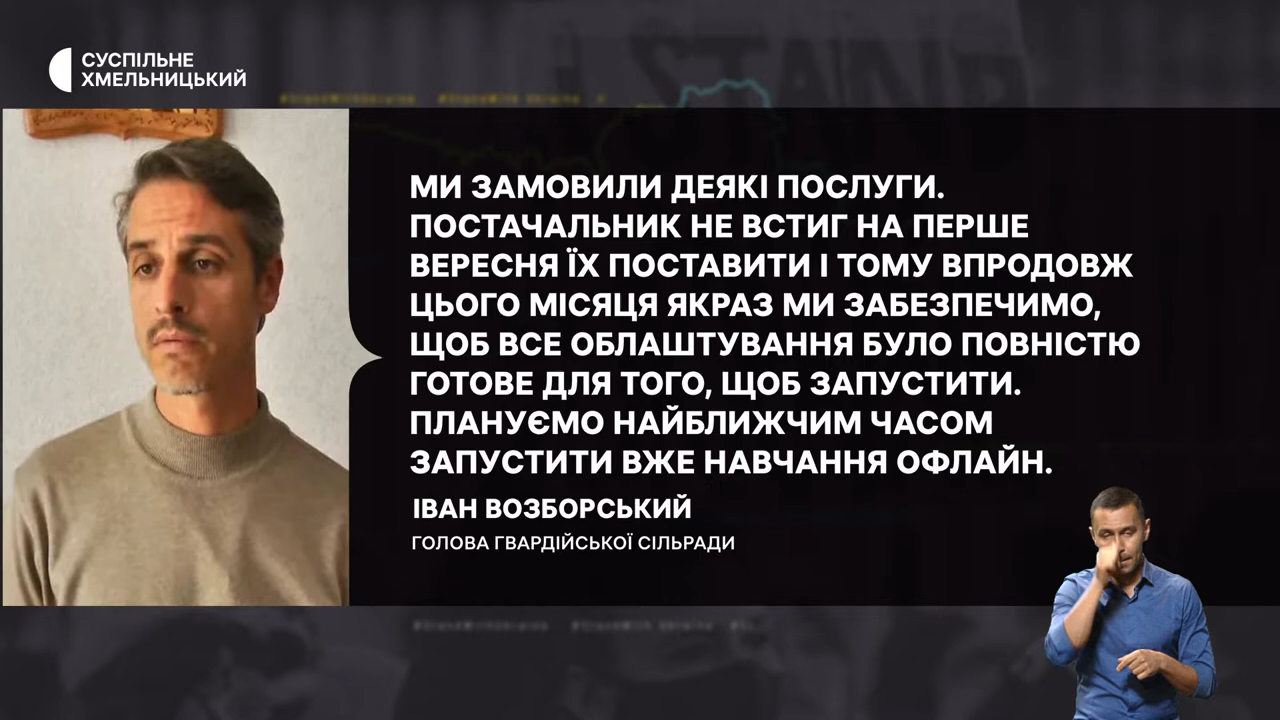 СУСПІЛЬНЕ
ХМЕЛЬНИЦЬКИЙ
МИ ЗАМОВИЛИ ДЕЯКІ ПОСЛУГИ.
ПОСТАЧАЛЬНИК НЕ ВСТИГ НА ПЕРШЕ
ВЕРЕСНЯ ЇХ ПОСТАВИТИ І ТОМУ ВПРОДОВЖ
ЦЬОГО МІСЯЦЯ ЯКРАЗ МИ ЗАБЕЗПЕЧИМО,
ЩОБ ВСЕ ОБЛАШТУВАННЯ БУЛО ПОВНІСТЮ
ГОТОВЕ ДЛЯ ТОГО, ЩОБ ЗАПУСТИТИ.
ПЛАНУЄМО НАЙБЛИЖЧИМ ЧАСОМ
ЗАПУСТИТИ ВЖЕ НАВЧАННЯ ОФЛАЙН.
ІВАН ВОЗБОРСЬКИЙ
ГОЛОВА ГВАРДІЙСЬКОЇ СІЛЬРАДИ